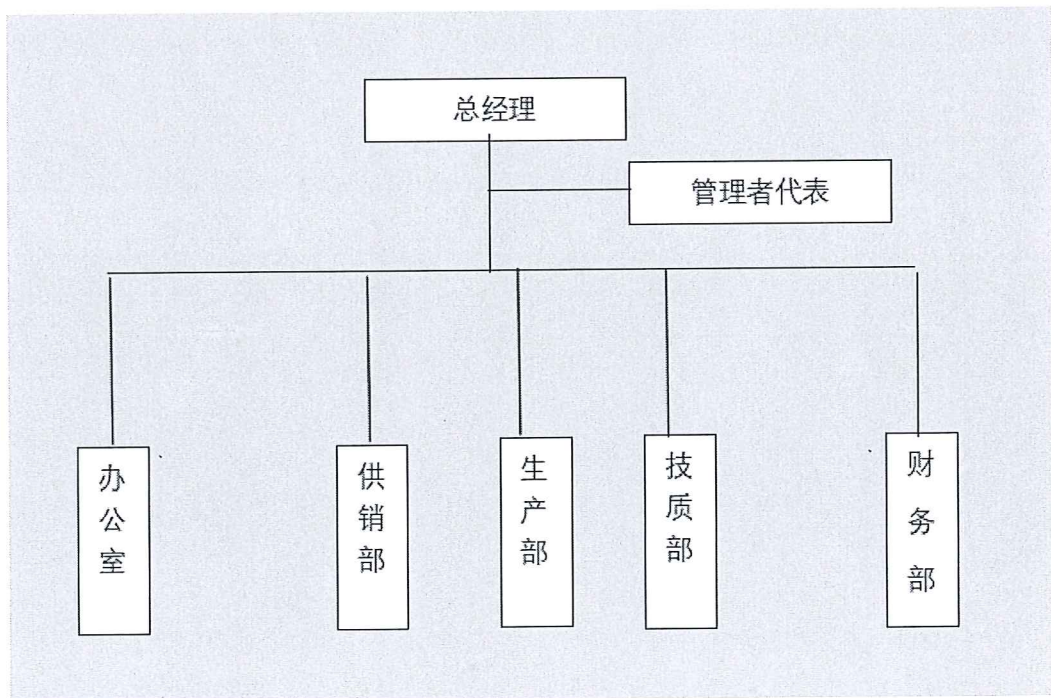 总经理
管理者代表
办公室
供销部
生产部
技质部
财务部